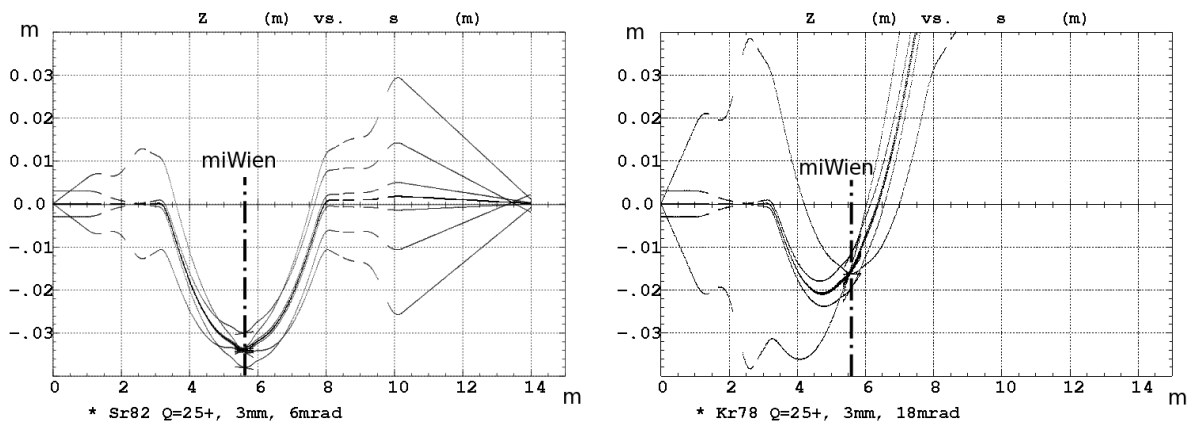 Z (m) vs. s (m)
m
0.03
0.02
0.01
miWien
0.0
-.01
-.02
-.03
0 2 4 6 8 10 12 14 m
* Sr82 Q=25+, 3mm, 6mrad
Z (m) vs. s (m)
m
0.03
0.02
0.01
miWien
0.0
-.01
-.02
-.03
0 2 4 6 8 10 12 14 m
* Kr78 Q=25+, 3mm, 18mrad